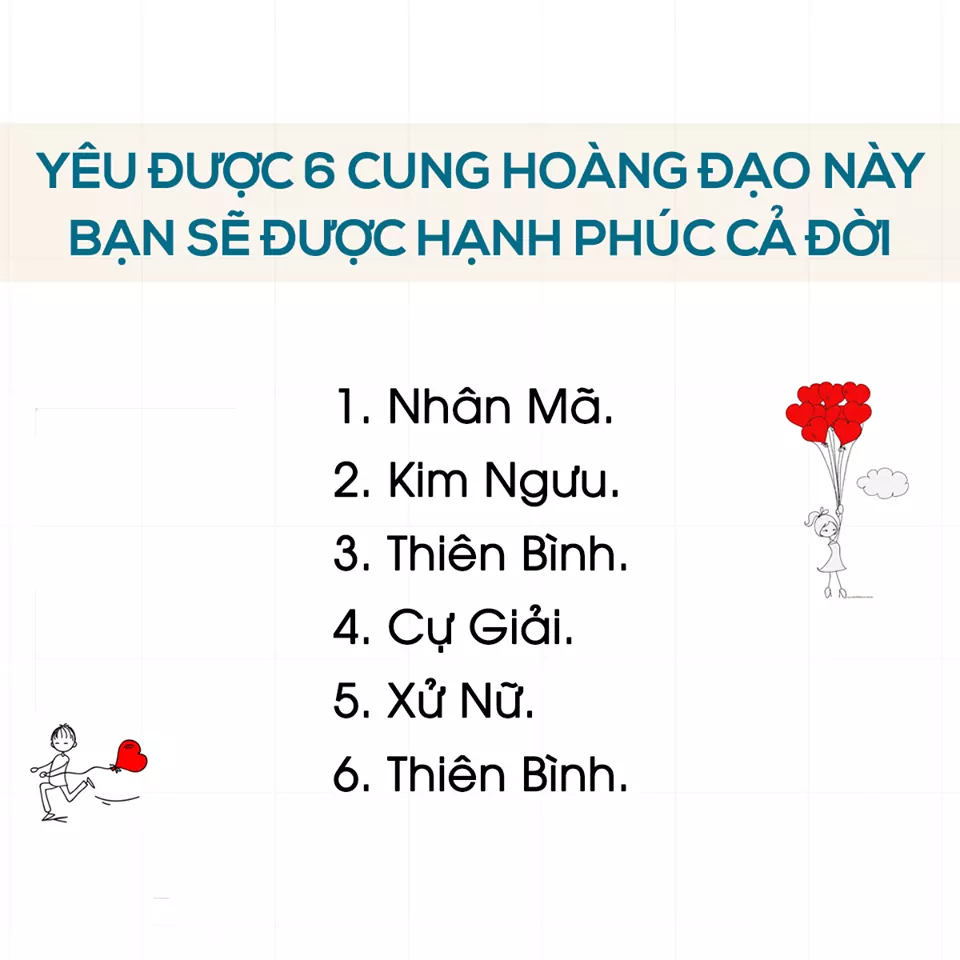 YÊU ĐƯỢC 6 CUNG HOÀNG ĐẠO NÀY
BẠN SẼ ĐƯỢC HẠNH PHÚC CẢ ĐỜI
1. Nhân Mã.
2. Kim Ngưu.
3. Thiên Bình.
4. Cự Giải.
5. Xử Nữ.
6. Thiên Bình.